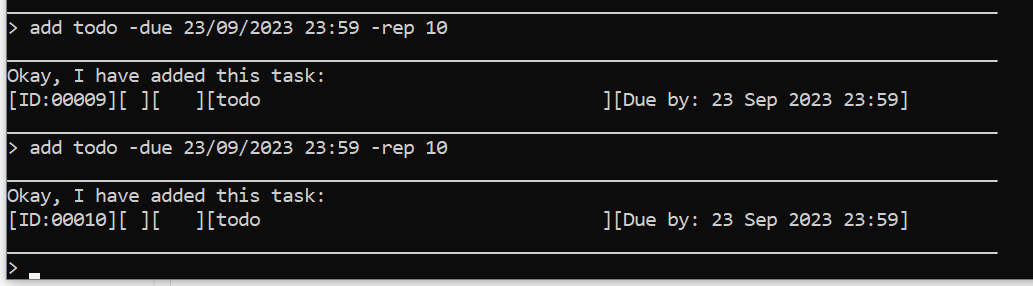 > add todo -due 23/09/2023 23:59 -rep 10
Okay, I have added this task:
[ID:00009][ ][   ][todo                             ][Due by: 23 Sep 2023 23:59]
> add todo -due 23/09/2023 23:59 -rep 10
Okay, I have added this task:
[ID:00010][ ][   ][todo                             ][Due by: 23 Sep 2023 23:59]
>